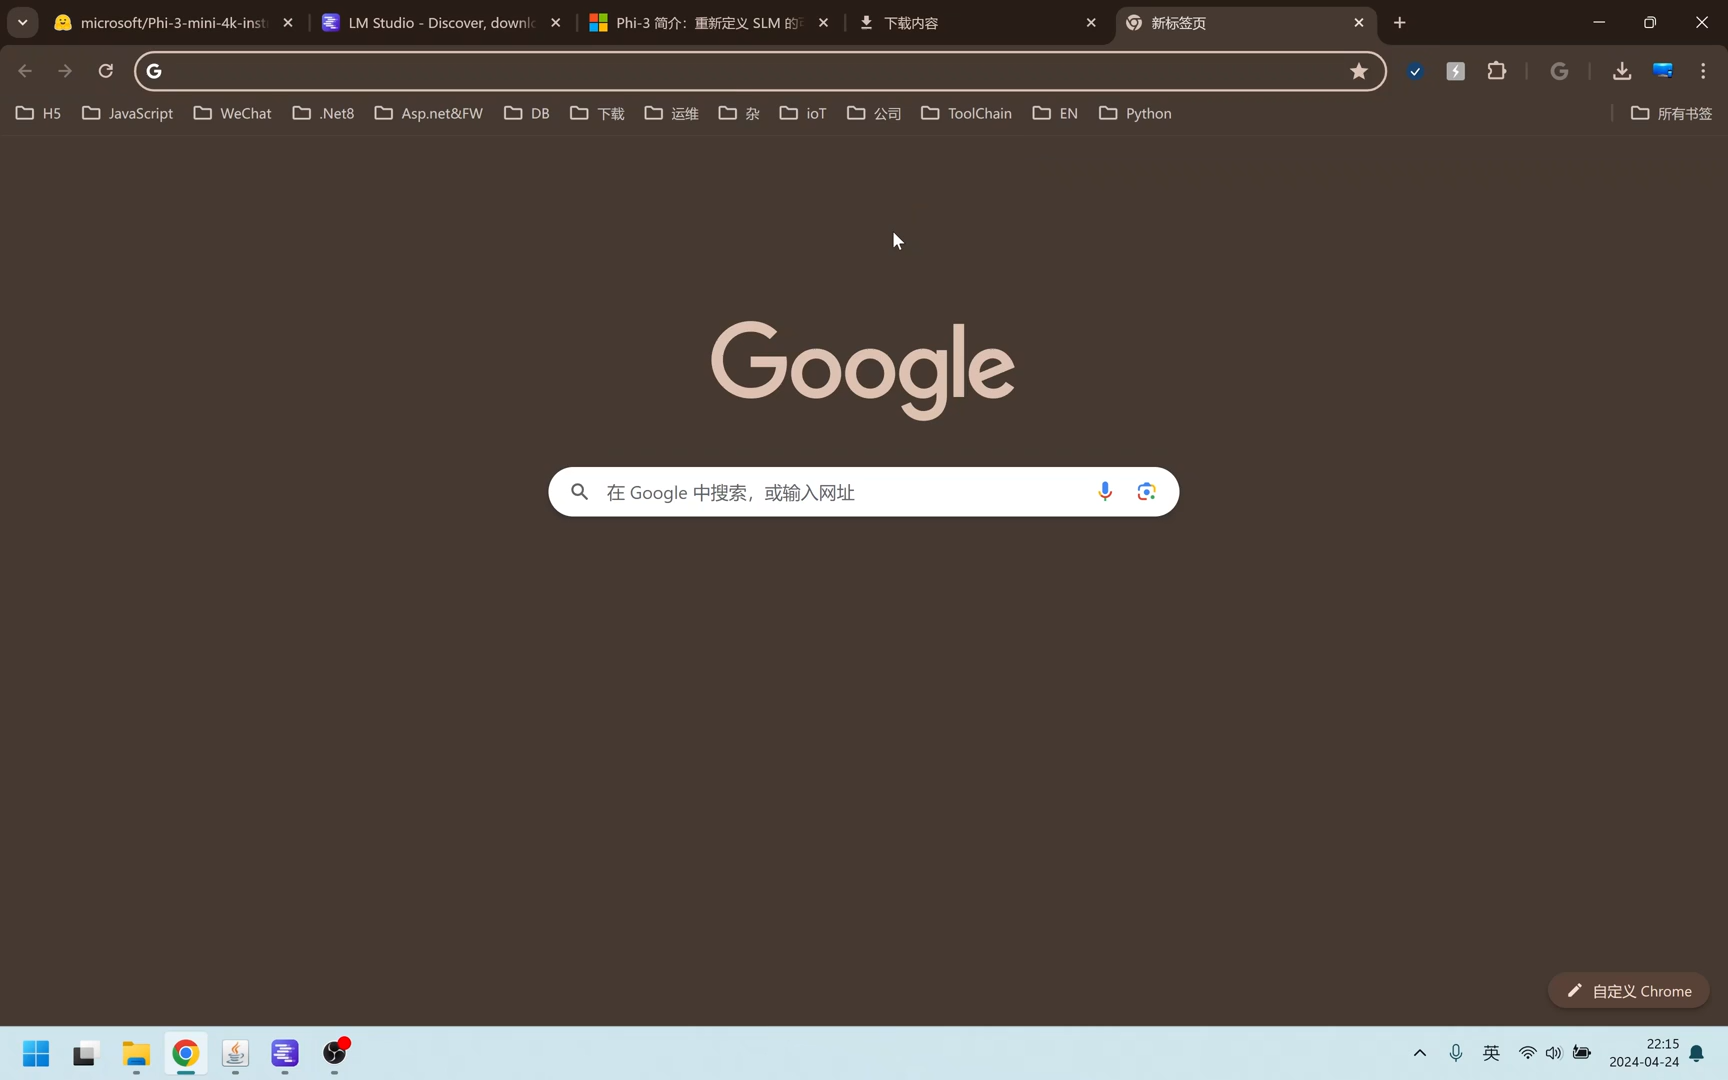 microsoft/Phi-3-mini-4k-inst
LM Studio - Discover, downl
Phi-3 简介：重新定义 SLM 的
下载内容
新标签页
H5
JavaScript
WeChat
.Net8
Asp.net&FW
DB
下载
运维
杂
ioT
公司
ToolChain
EN
Python
所有书签
Google
在 Google 中搜索，或输入网址
自定义 Chrome
英
22:15
2024-04-24